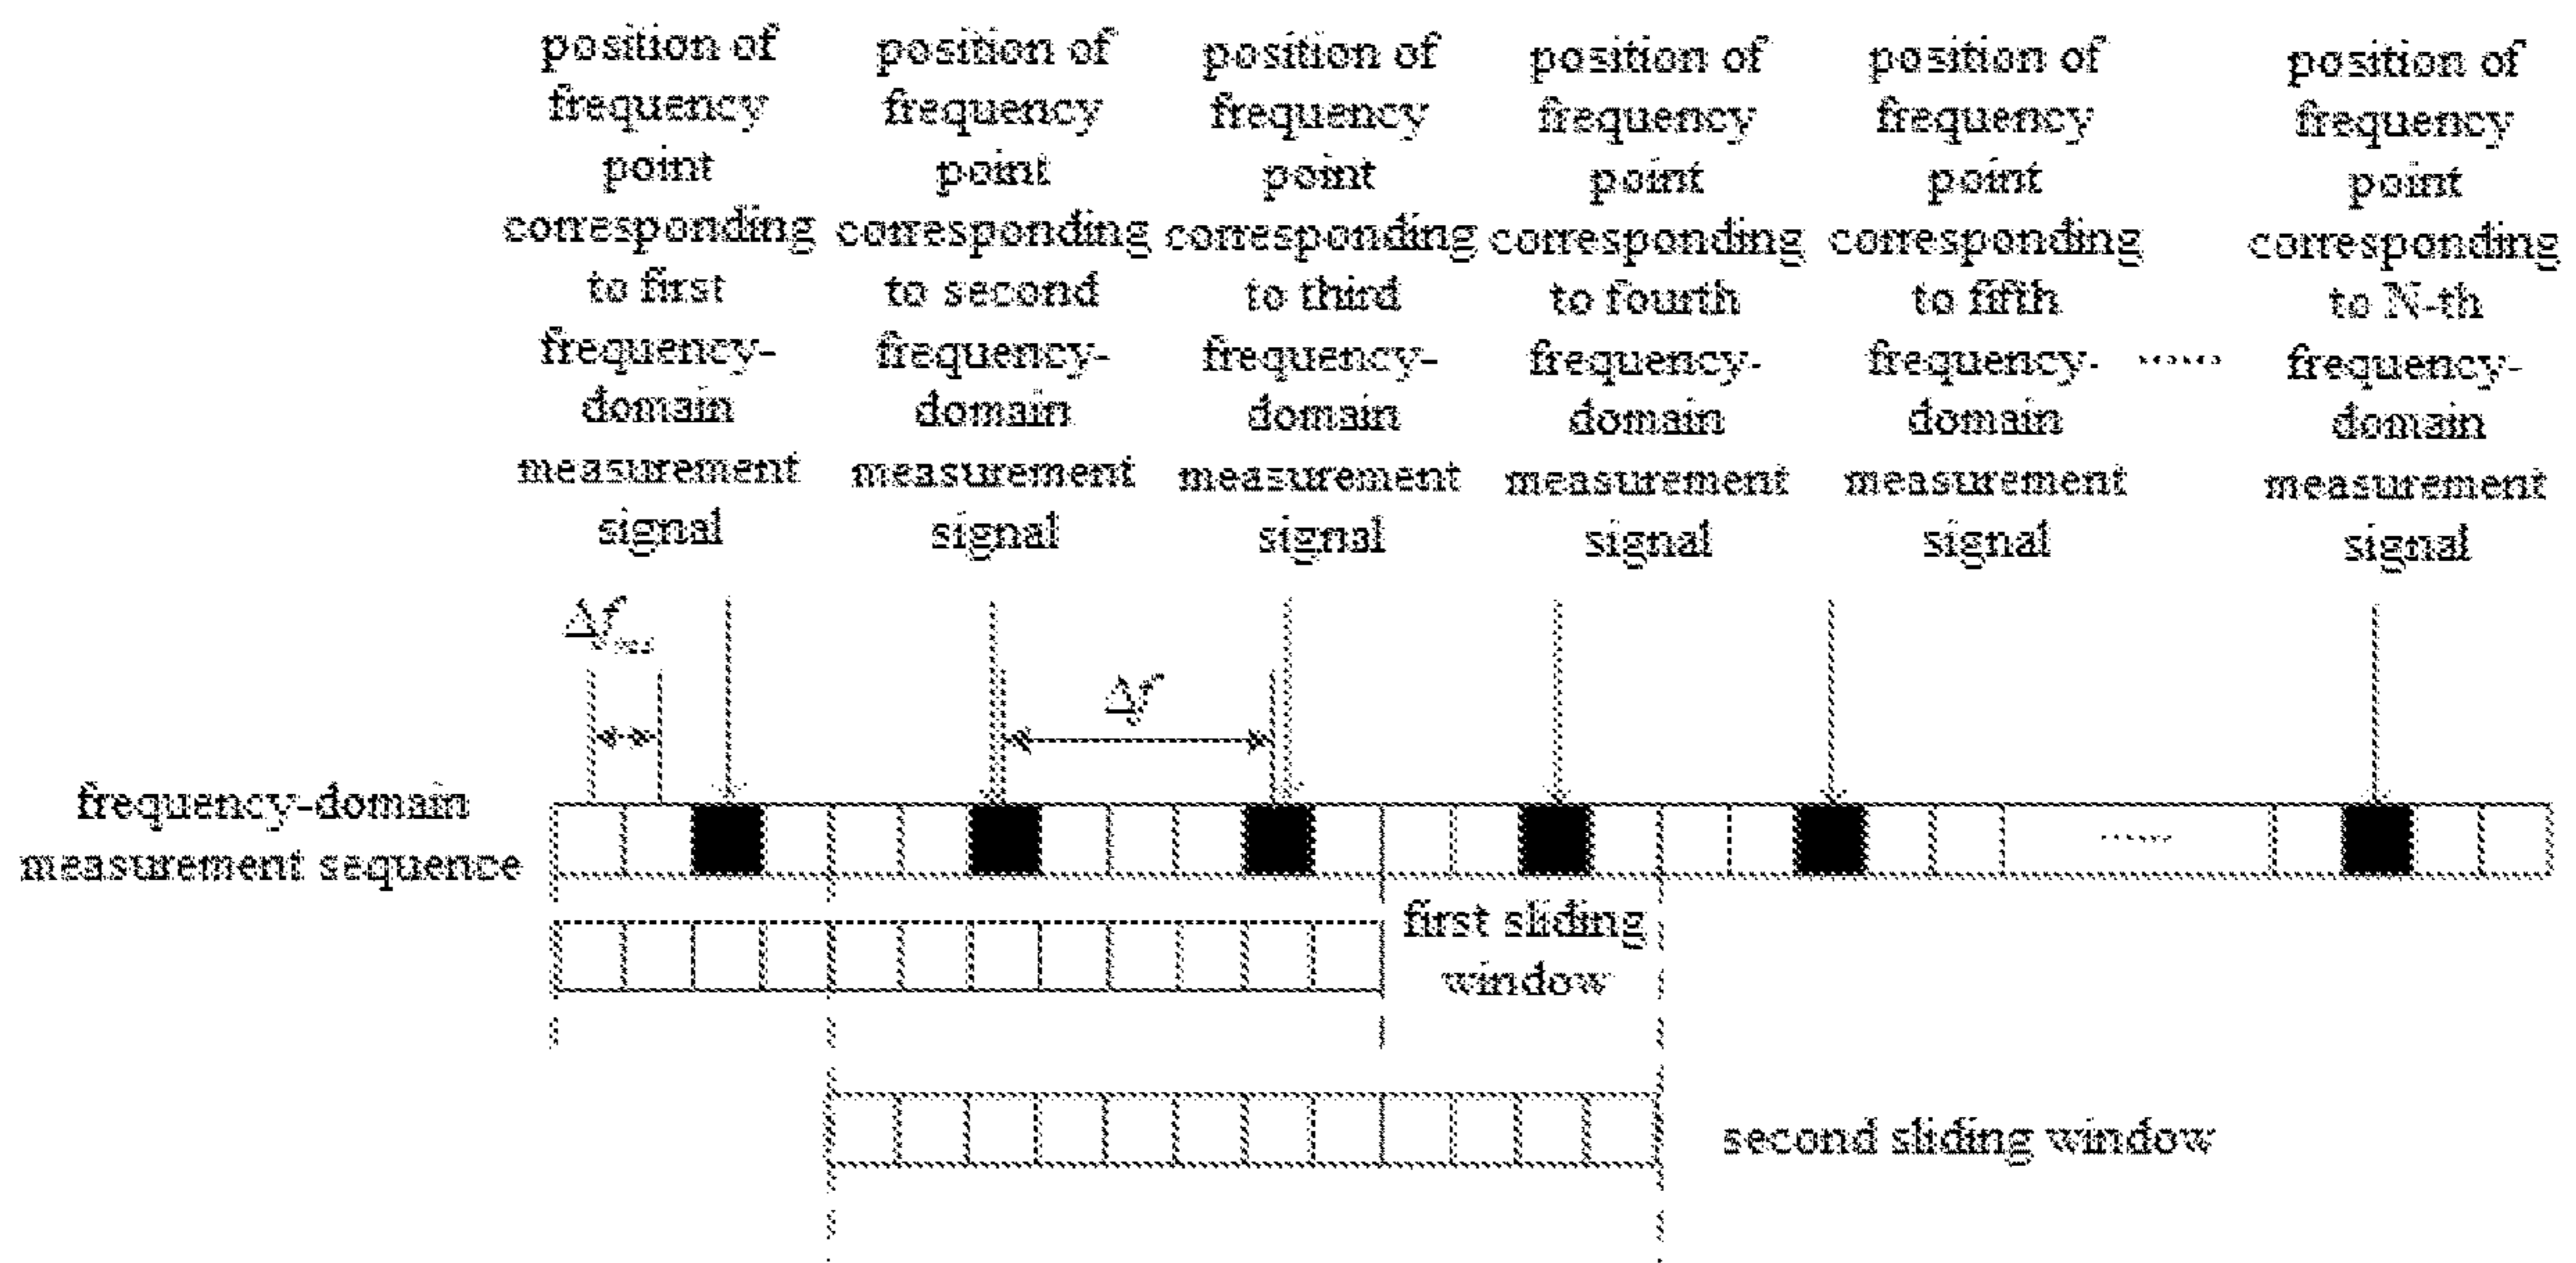 position of
frequency
point
corresponding
to first
frequency-
domain
measurement
signal
position of
frequency
point
corresponding
to second
frequency-
domain
measurement
signal
position of
frequency
point
corresponding
to third
frequency-
domain
measurement
signal
position of
frequency
point
corresponding
to fourth
frequency-
domain
measurement
signal
position of
frequency
point
corresponding
to fifth
frequency-
domain
measurement
signal
......
position of
frequency
point
corresponding
to N-th
frequency-
domain
measurement
signal
Δf
Δf
frequency-domain
measurement sequence
......
first sliding
window
second sliding window